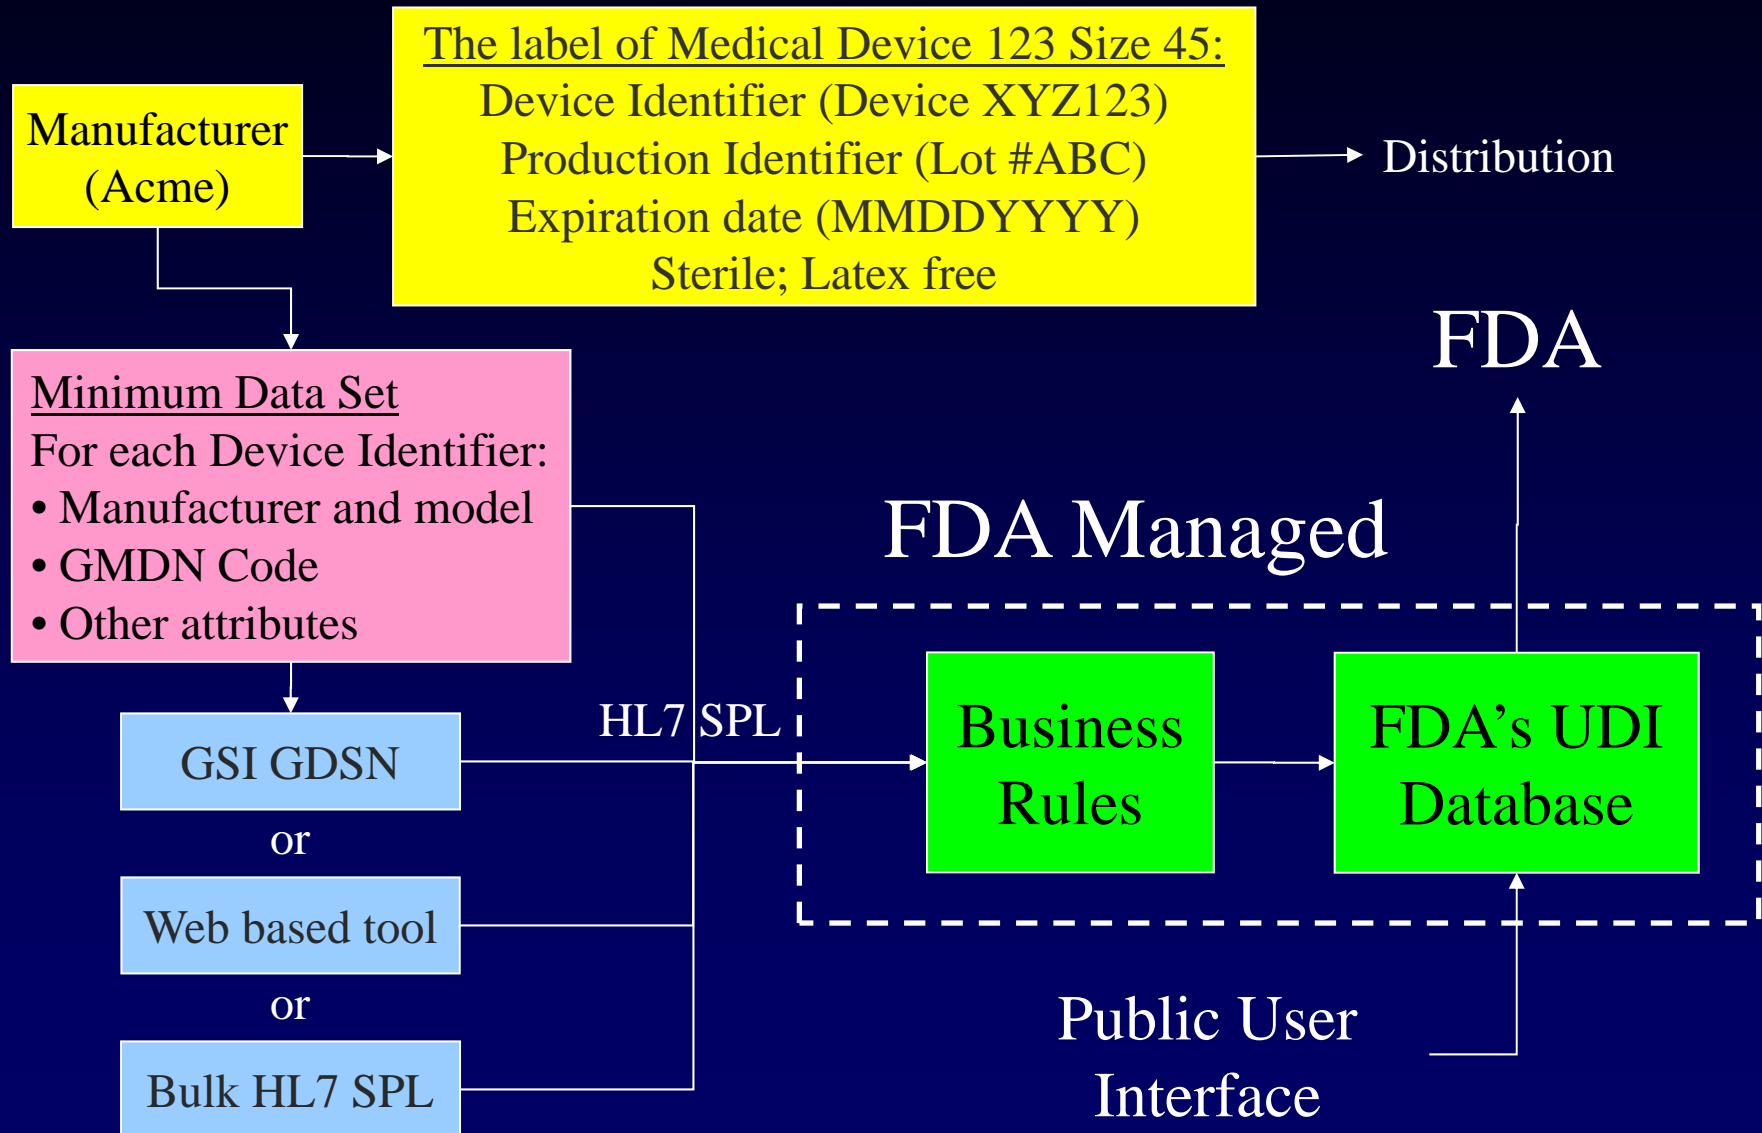 The label of Medical Device 123 Size 45:
Device Identifier (Device XYZ123)
Production Identifier (Lot #ABC)
Expiration date (MMDDYYYY)
Sterile; Latex free
Manufacturer
(Acme)
Distribution
FDA
Minimum Data Set
For each Device Identifier:
• Manufacturer and model
• GMDN Code
• Other attributes
FDA Managed
HL7 SPL
Business
Rules
FDA’s UDI
Database
GSI GDSN
or
Web based tool
or
Bulk HL7 SPL
Public User
Interface